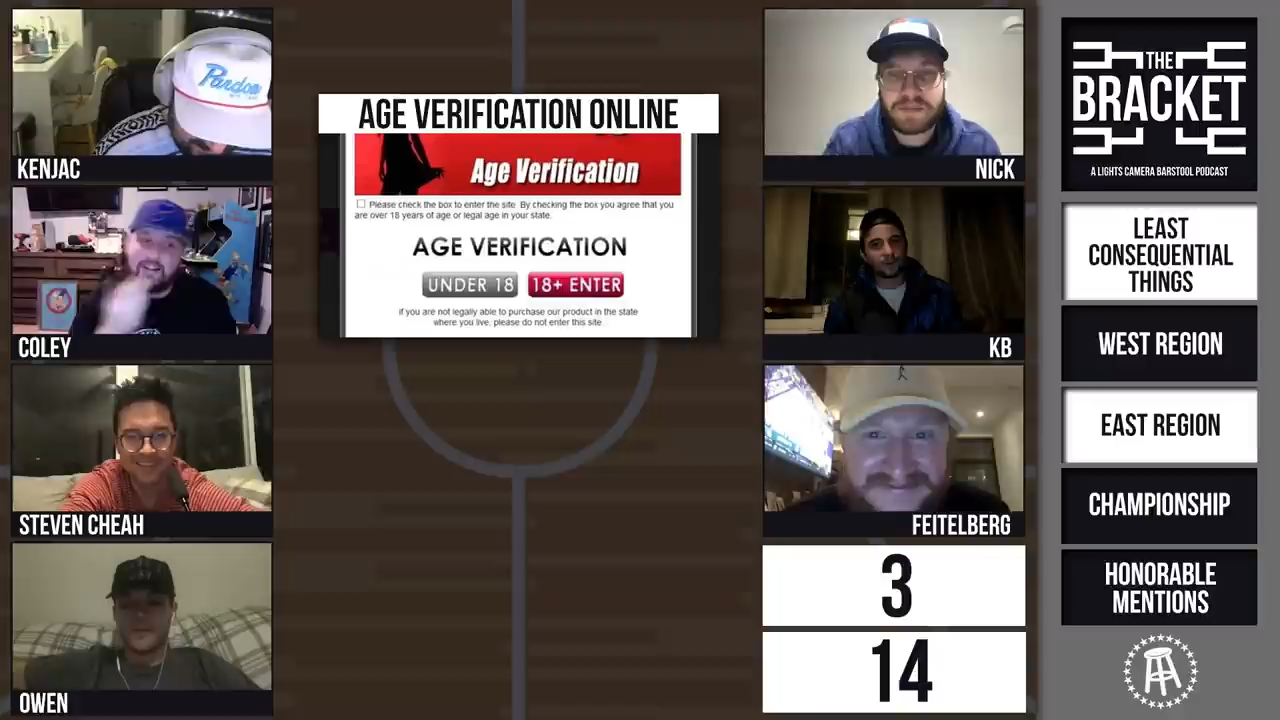 Pardon
KENJAC
COLEY
STEVEN CHEAH
OWEN
AGE VERIFICATION ONLINE
Age Verification
Please check the box to enter the site. By checking the box you agree that you
are over 18 years of age or legal age in your state.
AGE VERIFICATION
UNDER 18
18+ ENTER
if you are not legally able to purchase our product in the state
where you live, please do not enter this site
NICK
KB
FEITELBERG
3
14
THE
BRACKET
A LIGHTS CAMERA BARSTOOL PODCAST
LEAST
CONSEQUENTIAL
THINGS
WEST REGION
EAST REGION
CHAMPIONSHIP
HONORABLE
MENTIONS